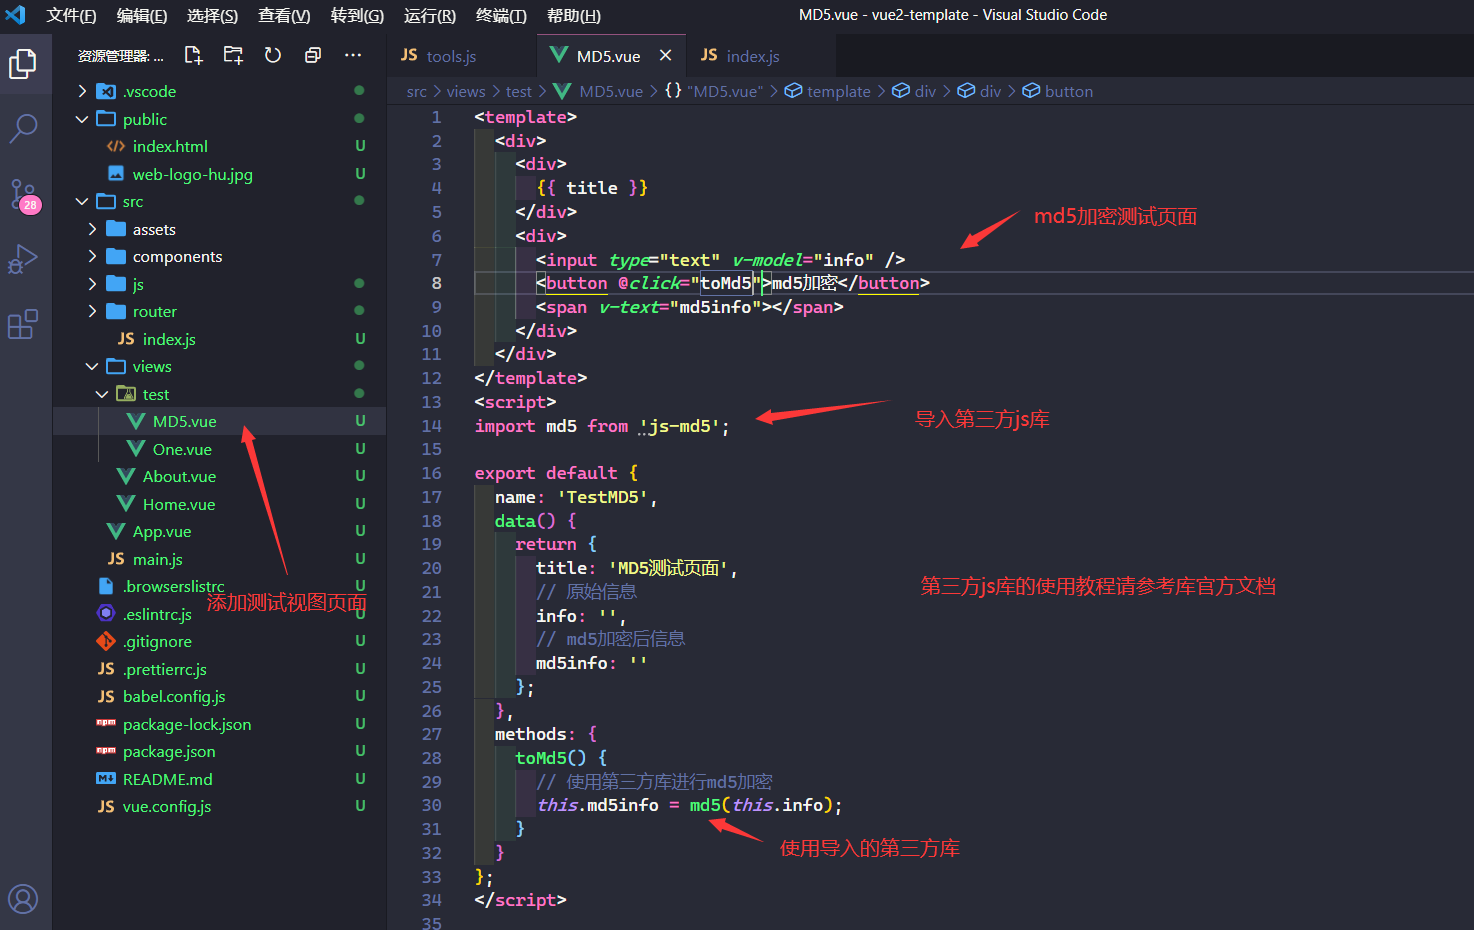 文件(F) 编辑(E) 选择(S) 查看(V) 转到(G) 运行(R) 终端(T) 帮助(H) MD5.vue - vue2-template - Visual Studio Code
资源管理器: ...
.vscode
public
index.html U
web-logo-hu.jpg U
src
assets
components
js
router
index.js U
views
test
MD5.vue U
One.vue U
About.vue U
Home.vue U
App.vue U
main.js U
.browserslistrc U
.eslintrc.js U
.gitignore U
.prettierrc.js U
babel.config.js U
package-lock.json U
package.json U
README.md U
vue.config.js U
28
添加测试视图页面
JS tools.js MD5.vue JS index.js
src > views > test > MD5.vue > {} "MD5.vue" > template > div > div > button
1 <template>
2 <div>
3 <div>
4 {{ title }}
5 </div>
6 <div>
7 <input type="text" v-model="info" />
8 <button @click="toMd5">md5加密</button>
9 <span v-text="md5info"></span>
10 </div>
11 </div>
12 </template>
13 <script>
14 import md5 from 'js-md5';
15
16 export default {
17 name: 'TestMD5',
18 data() {
19 return {
20 title: 'MD5测试页面',
21 // 原始信息
22 info: '',
23 // md5加密后信息
24 md5info: ''
25 };
26 },
27 methods: {
28 toMd5() {
29 // 使用第三方库进行md5加密
30 this.md5info = md5(this.info);
31 }
32 }
33 };
34 </script>
35
md5加密测试页面
导入第三方js库
第三方js库的使用教程请参考库官方文档
使用导入的第三方库